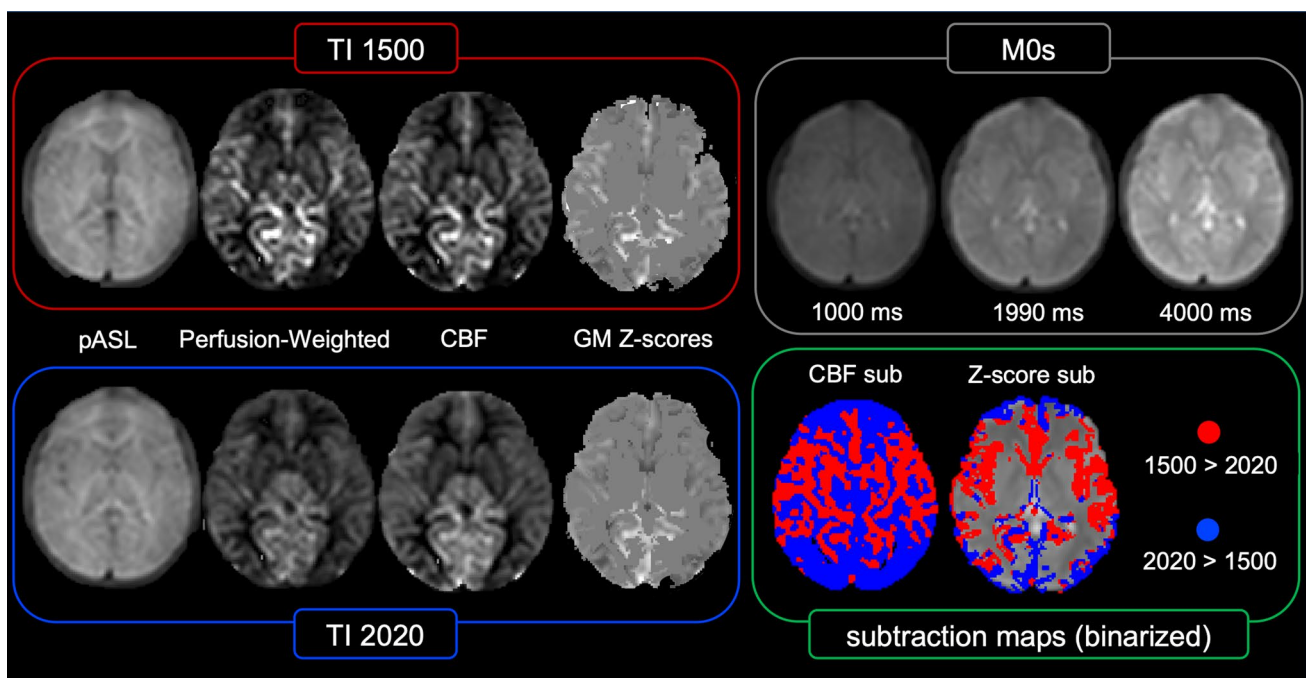 TI 1500
M0s
1000 ms 1990 ms 4000 ms
pASL Perfusion-Weighted CBF GM Z-scores
CBF sub Z-score sub
1500 > 2020
2020 > 1500
TI 2020
subtraction maps (binarized)